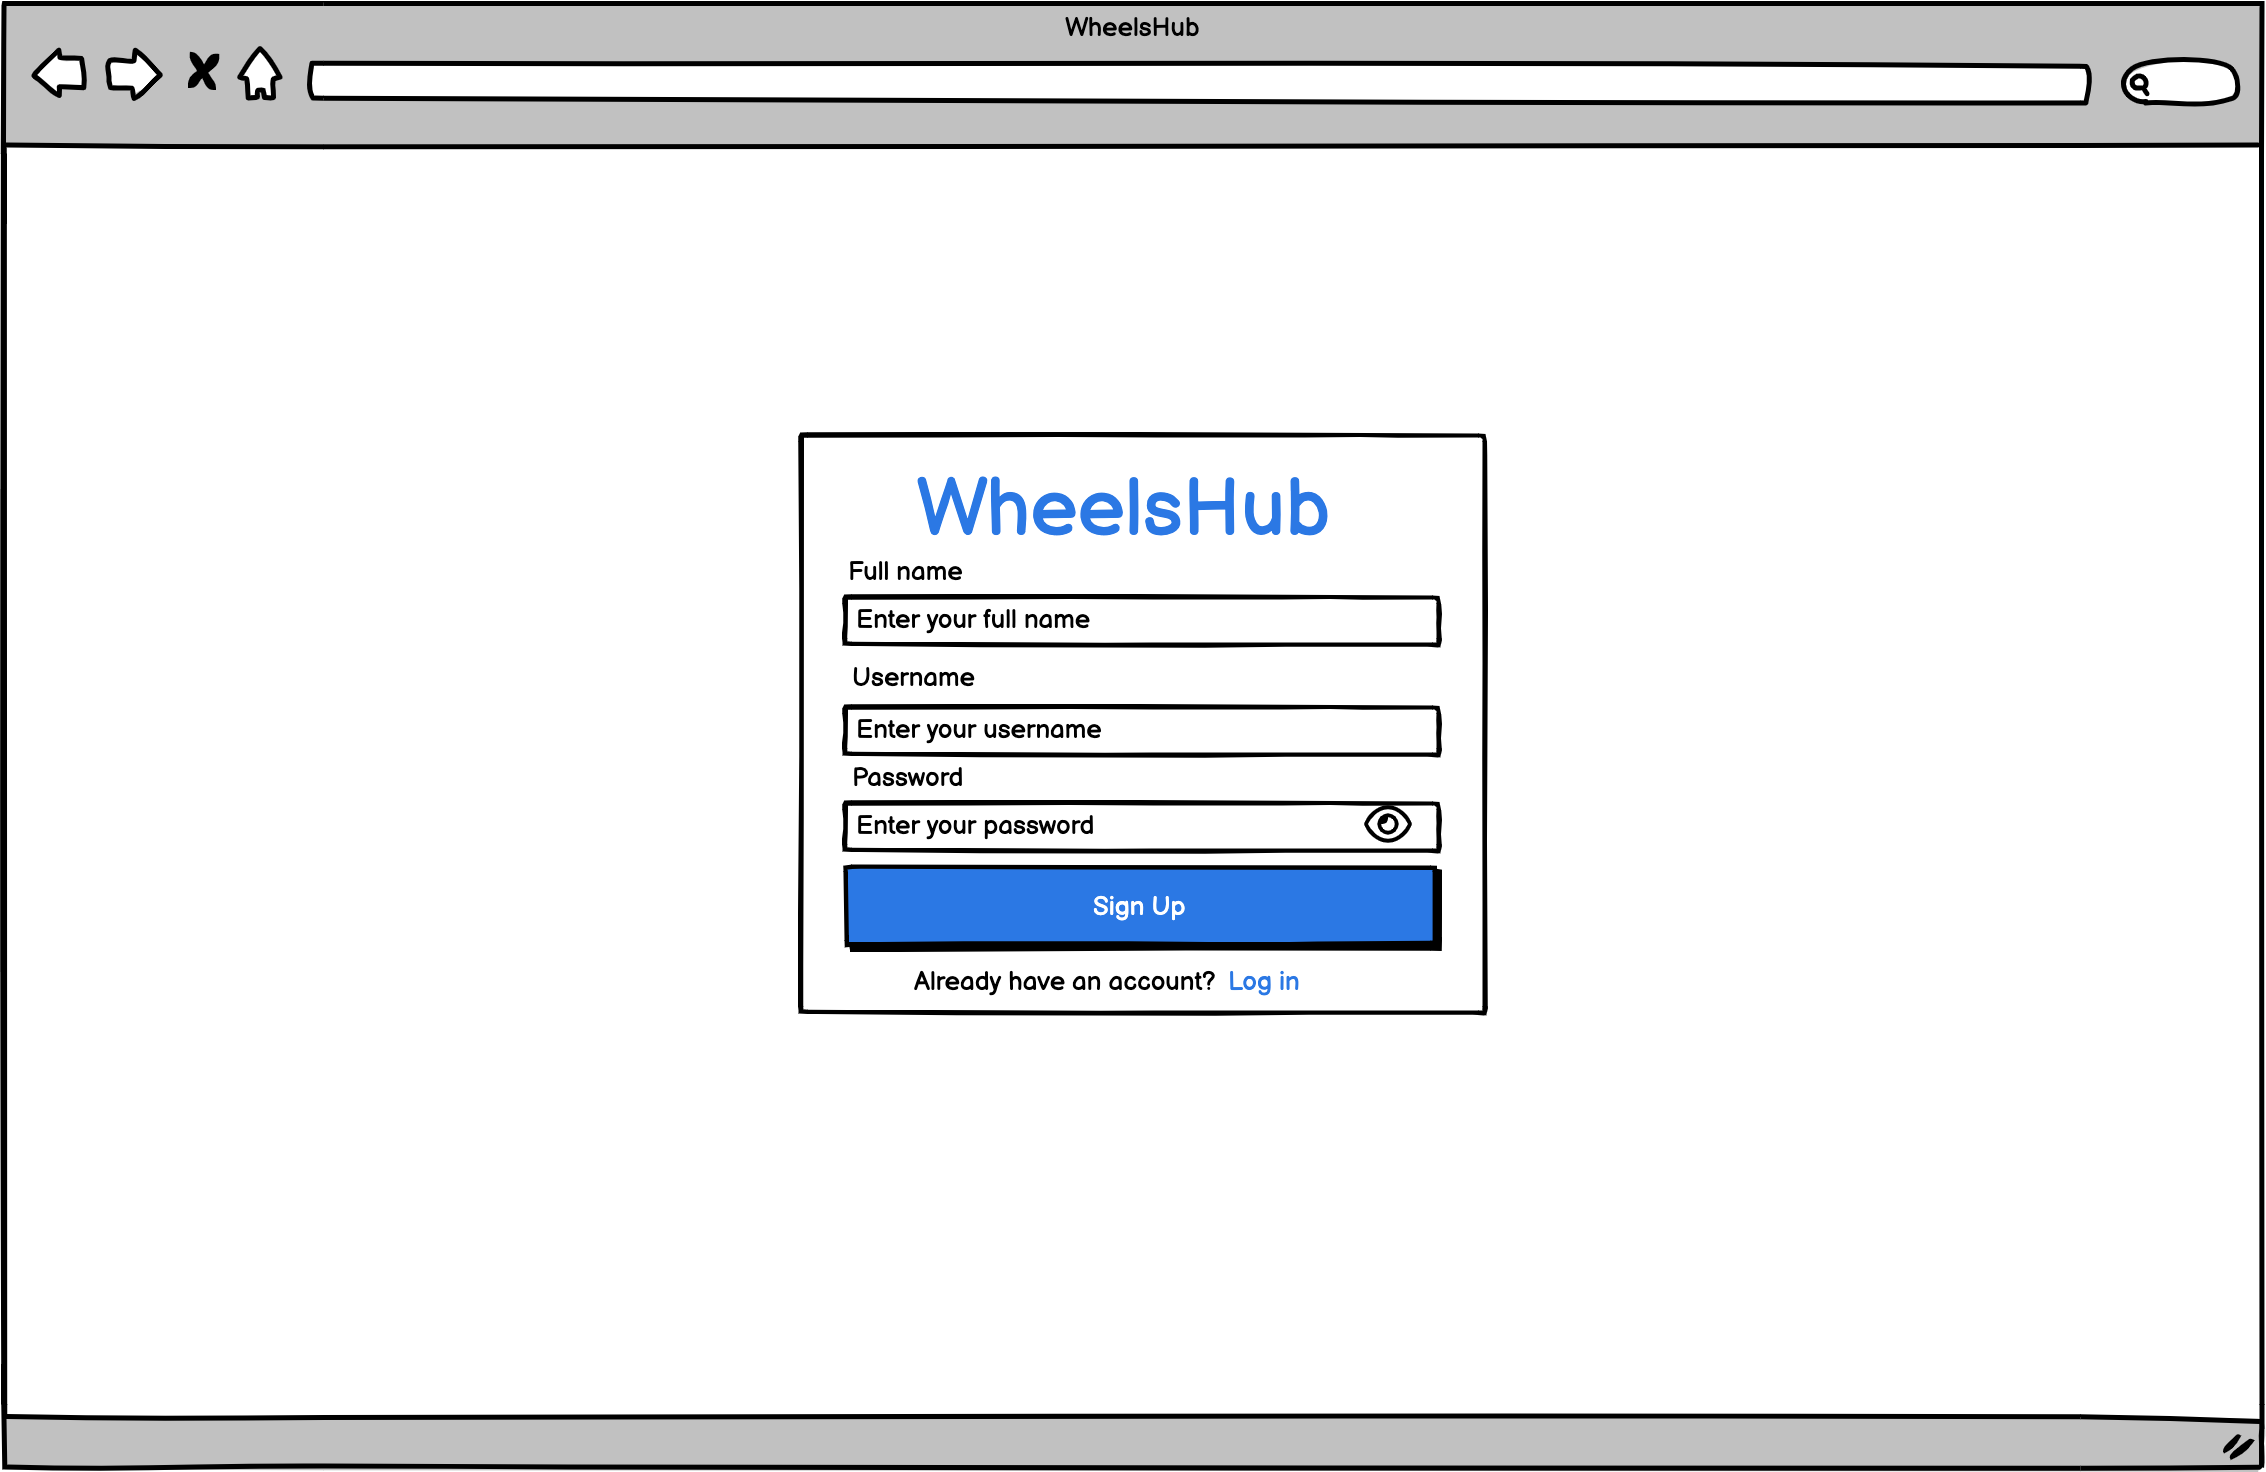 WheelsHub
WheelsHub
Full name
Enter your full name
Username
Enter your username
Password
Enter your password
Sign Up
Already have an account? Log in